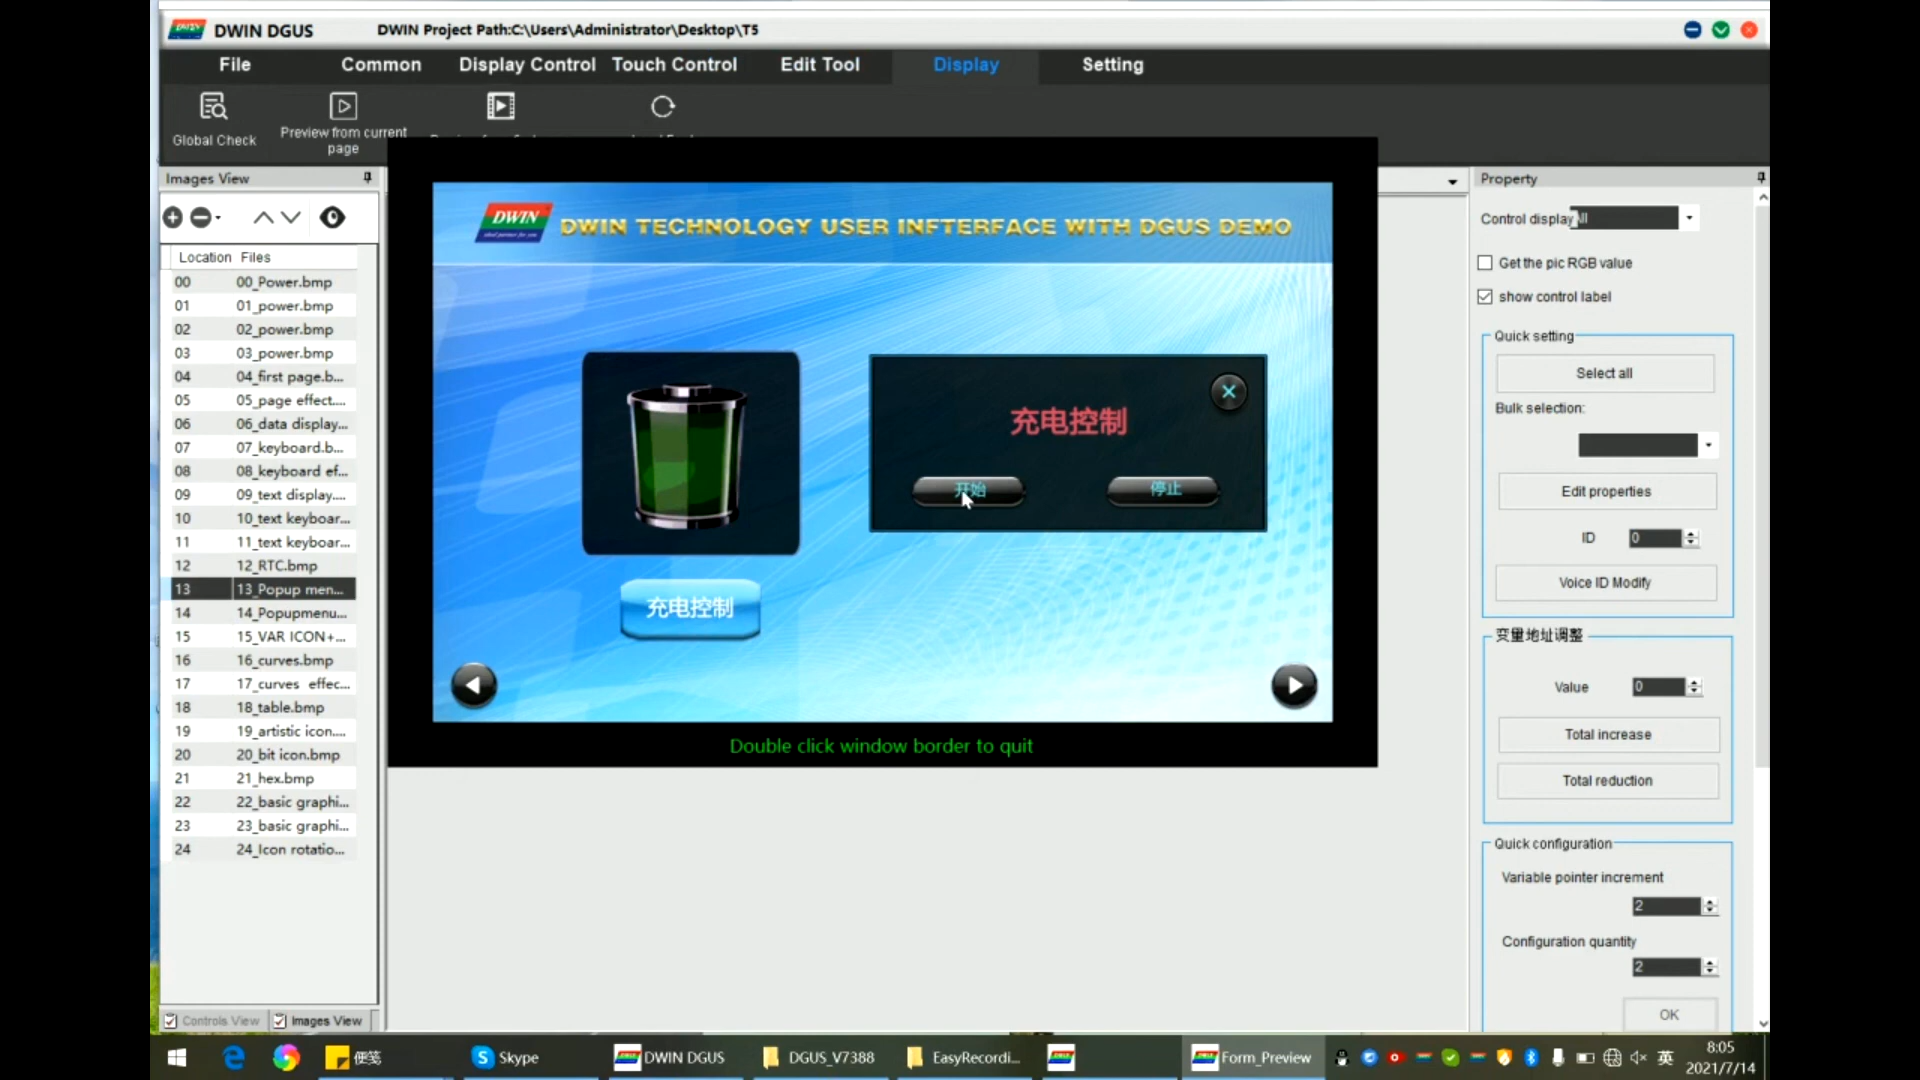 DWIN DGUS
DWIN Project Path:C:\Users\Administrator\Desktop\T5
File
Common
Display Control
Touch Control
Edit Tool
Display
Setting
Global Check
Preview from current
page
Images View
Location Files
00 00_Power.bmp
01 01_power.bmp
02 02_power.bmp
03 03_power.bmp
04 04_first page.b...
05 05_page effect....
06 06_data display...
07 07_keyboard.b...
08 08_keyboard ef...
09 09_text display....
10 10_text keyboar...
11 11_text keyboar...
12 12_RTC.bmp
13 13_Popup men...
14 14_Popupmenu...
15 15_VAR ICON+...
16 16_curves.bmp
17 17_curves effec...
18 18_table.bmp
19 19_artistic icon....
20 20_bit icon.bmp
21 21_hex.bmp
22 22_basic graphi...
23 23_basic graphi...
24 24_Icon rotatio...
Controls View
Images View
DWIN
DWIN TECHNOLOGY USER INFTERFACE WITH DGUS DEMO
充电控制
开始
停止
充电控制
Double click window border to quit
Property
Control display
Get the pic RGB value
show control label
Quick setting
Select all
Bulk selection:
Edit properties
ID 0
Voice ID Modify
变量地址调整
Value 0
Total increase
Total reduction
Quick configuration
Variable pointer increment
2
Configuration quantity
2
OK
便笺
Skype
DWIN DGUS
DGUS_V7388
EasyRecordi...
Form_Preview
英
8:05
2021/7/14